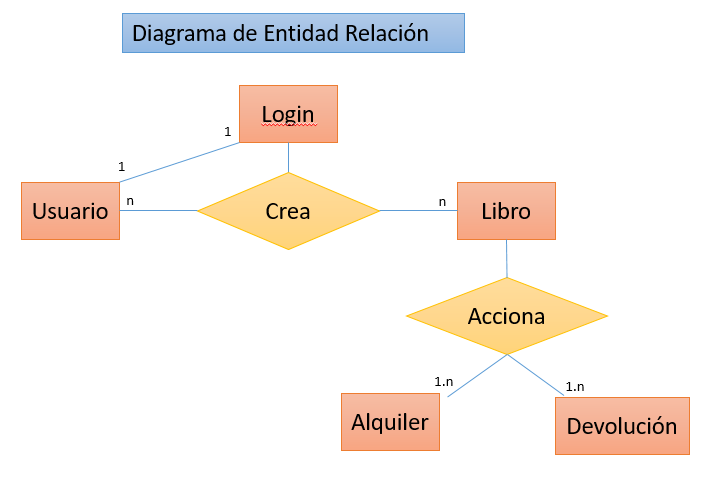 Diagrama de Entidad Relación
Login
1
1
Usuario
n
Crea
n
Libro
Acciona
1.n
1.n
Alquiler
Devolución